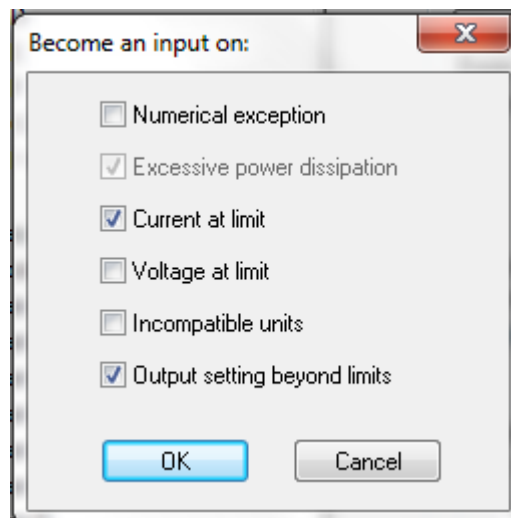 Become an input on:
Numerical exception
Excessive power dissipation
Current at limit
Voltage at limit
Incompatible units
Output setting beyond limits
OK
Cancel